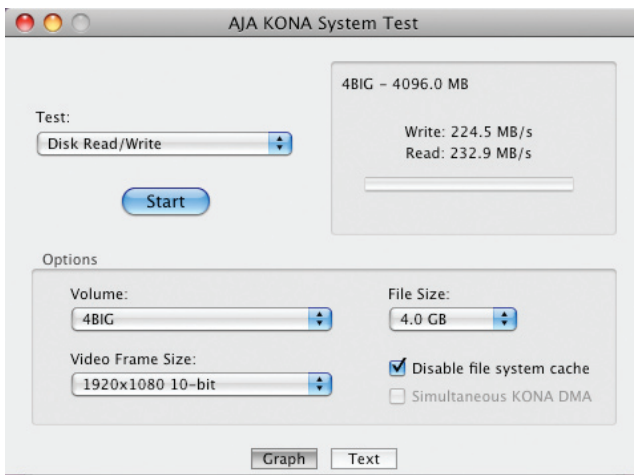 AJA KONA System Test
4BIG – 4096.0 MB
Write: 224.5 MB/s
Read: 232.9 MB/s
Test:
Disk Read/Write
Start
Options
Volume:
4BIG
File Size:
4.0 GB
Video Frame Size:
1920x1080 10-bit
Disable file system cache
Simultaneous KONA DMA
Graph
Text